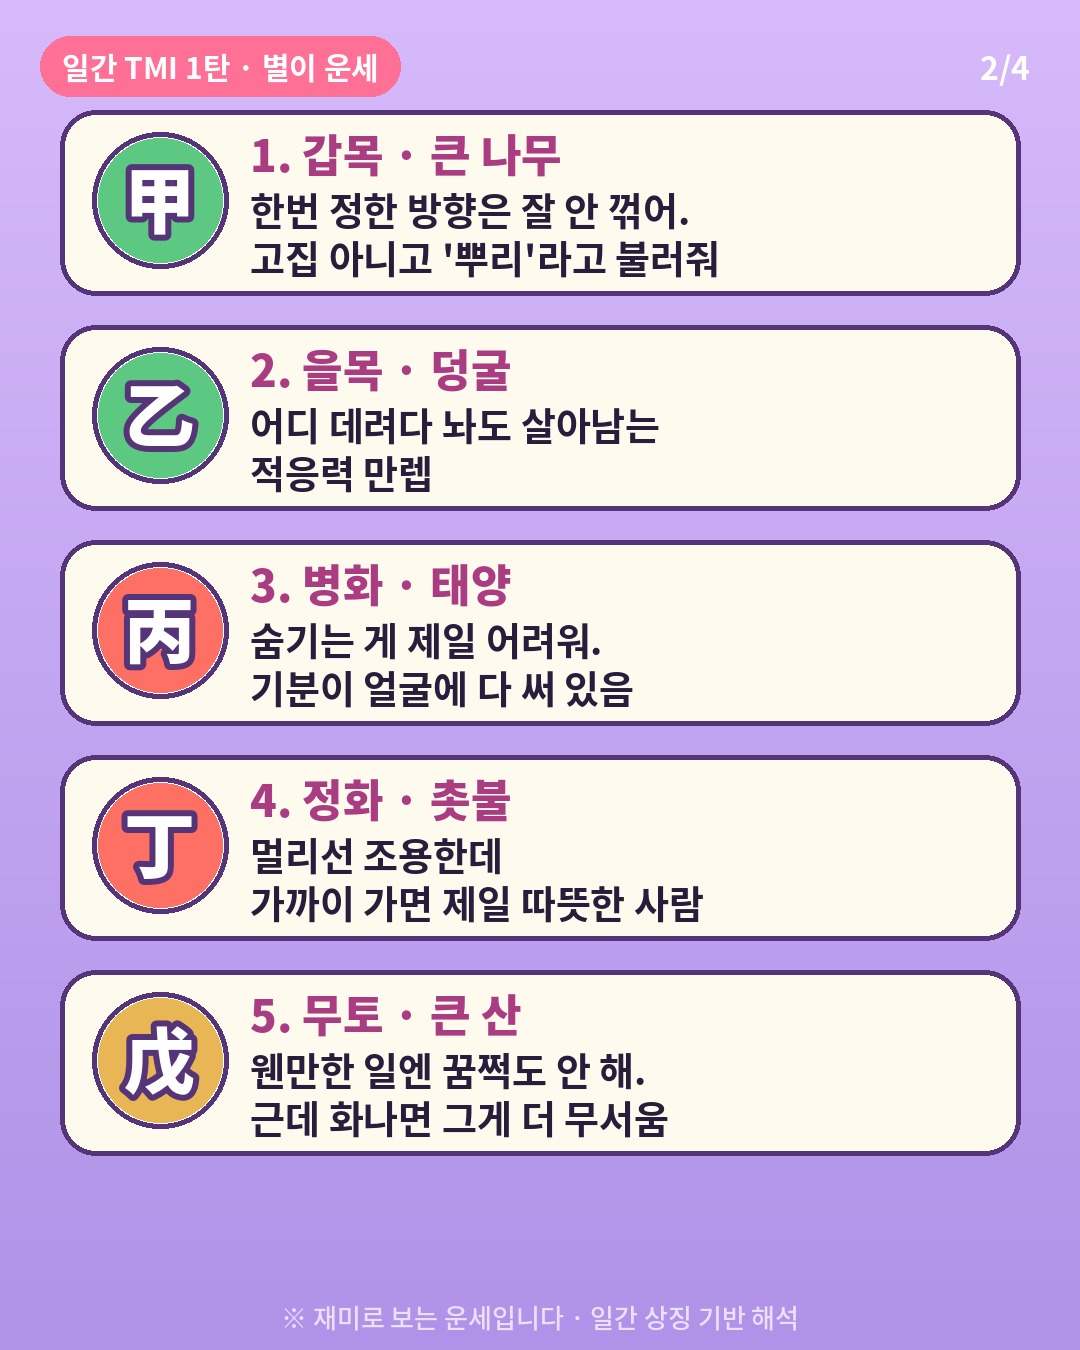 일간 TMI 1탄 · 별이 운세
2/4
甲
1. 갑목 · 큰 나무
한번 정한 방향은 잘 안 꺾어.
고집 아니고 '뿌리'라고 불러줘
乙
2. 을목 · 덩굴
어디 데려다 놔도 살아남는
적응력 만렙
丙
3. 병화 · 태양
숨기는 게 제일 어려워.
기분이 얼굴에 다 써 있음
丁
4. 정화 · 촛불
멀리선 조용한데
가까이 가면 제일 따뜻한 사람
戊
5. 무토 · 큰 산
웬만한 일엔 꿈쩍도 안 해.
근데 화나면 그게 더 무서움
※ 재미로 보는 운세입니다 · 일간 상징 기반 해석